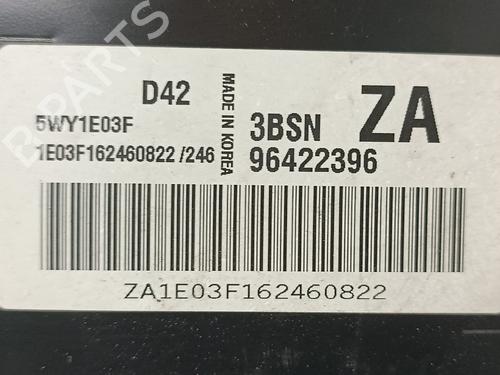 D42
5WY1E03F
1E03F162460822 /246
MADE IN KOREA
3BSN
ZA
96422396
ZA1E03F162460822
B-PARTS